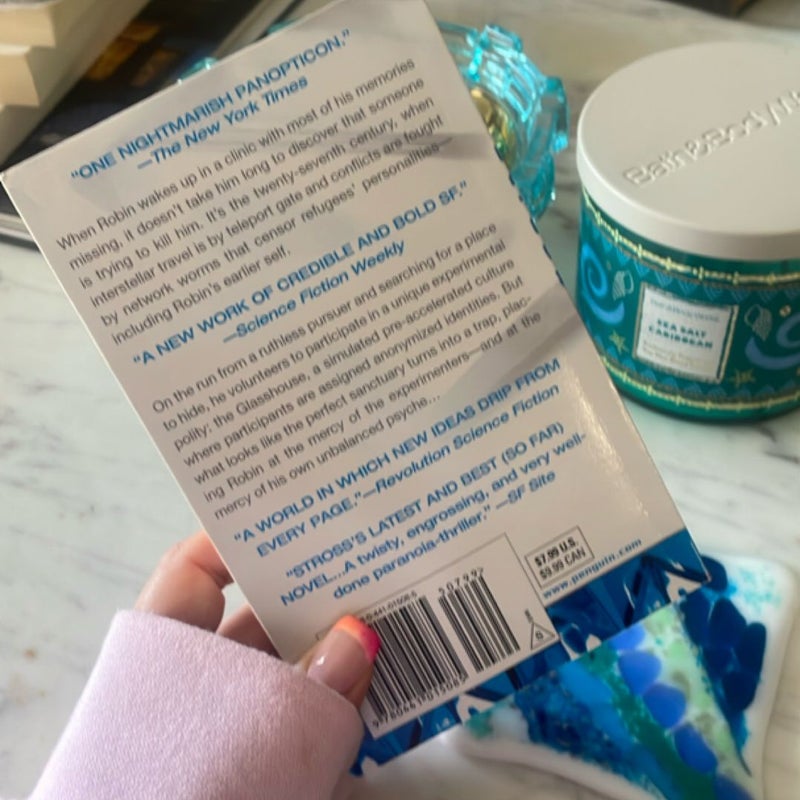 "ONE NIGHTMARISH PANOPTICON."
—The New York Times
When Robin wakes up in a clinic with most of his memories
missing, it doesn't take him long to discover that someone
is trying to kill him. It's the twenty-seventh century, when
interstellar travel is by teleport gate and conflicts are fought
by network worms that censor refugees' personalities—
including Robin's earlier self.
"A NEW WORK OF CREDIBLE AND BOLD SF."
—Science Fiction Weekly
On the run from a ruthless pursuer and searching for a place
to hide, he volunteers to participate in a unique experimental
polity: the Glasshouse, a simulated pre-accelerated culture
where participants are assigned anonymized identities. But
what looks like the perfect sanctuary turns into a trap, plac-
ing Robin at the mercy of the experimenters—and at the
mercy of his own unbalanced psyche...
"A WORLD IN WHICH NEW IDEAS DRIP FROM
EVERY PAGE."—Revolution Science Fiction
"STROSS'S LATEST AND BEST (SO FAR)
NOVEL...A twisty, engrossing, and very well-
done paranoia-thriller." —SF Site
$7.99 U.S.
$9.99 CAN
www.penguin.com
50799
9 780441 015085
Bath & Body
SEA SALT
CARIBBEAN